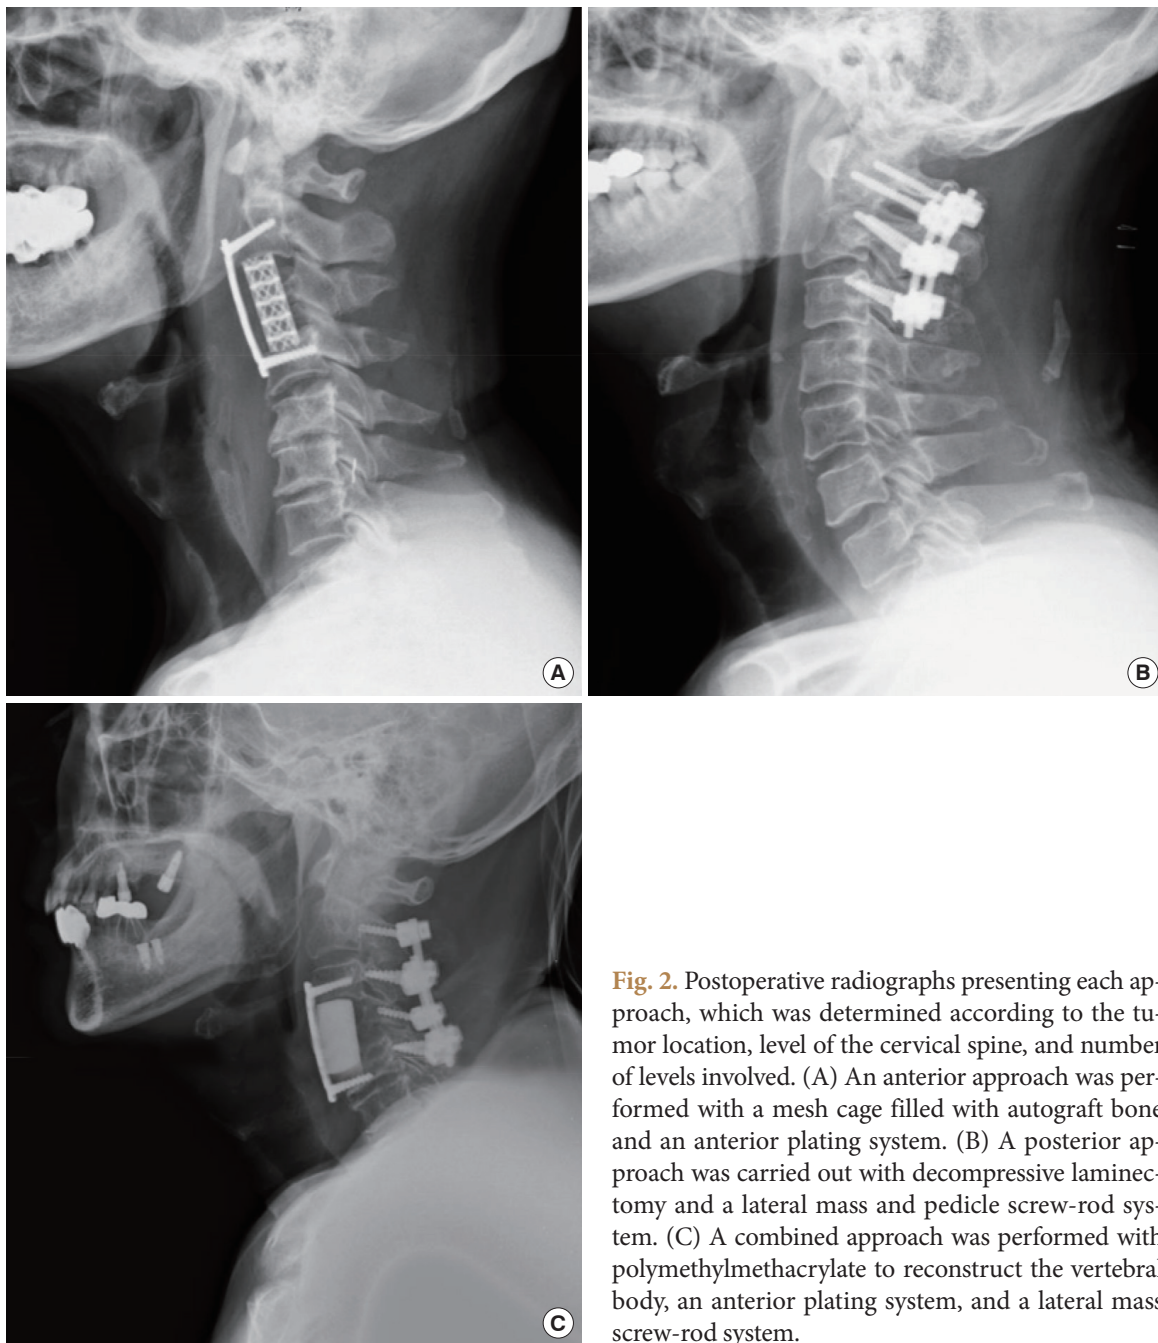 A
B
C
Fig. 2. Postoperative radiographs presenting each ap-
proach, which was determined according to the tu-
mor location, level of the cervical spine, and number
of levels involved. (A) An anterior approach was per-
formed with a mesh cage filled with autograft bone
and an anterior plating system. (B) A posterior ap-
proach was carried out with decompressive laminec-
tomy and a lateral mass and pedicle screw-rod sys-
tem. (C) A combined approach was performed with
polymethylmethacrylate to reconstruct the vertebral
body, an anterior plating system, and a lateral mass
screw-rod system.